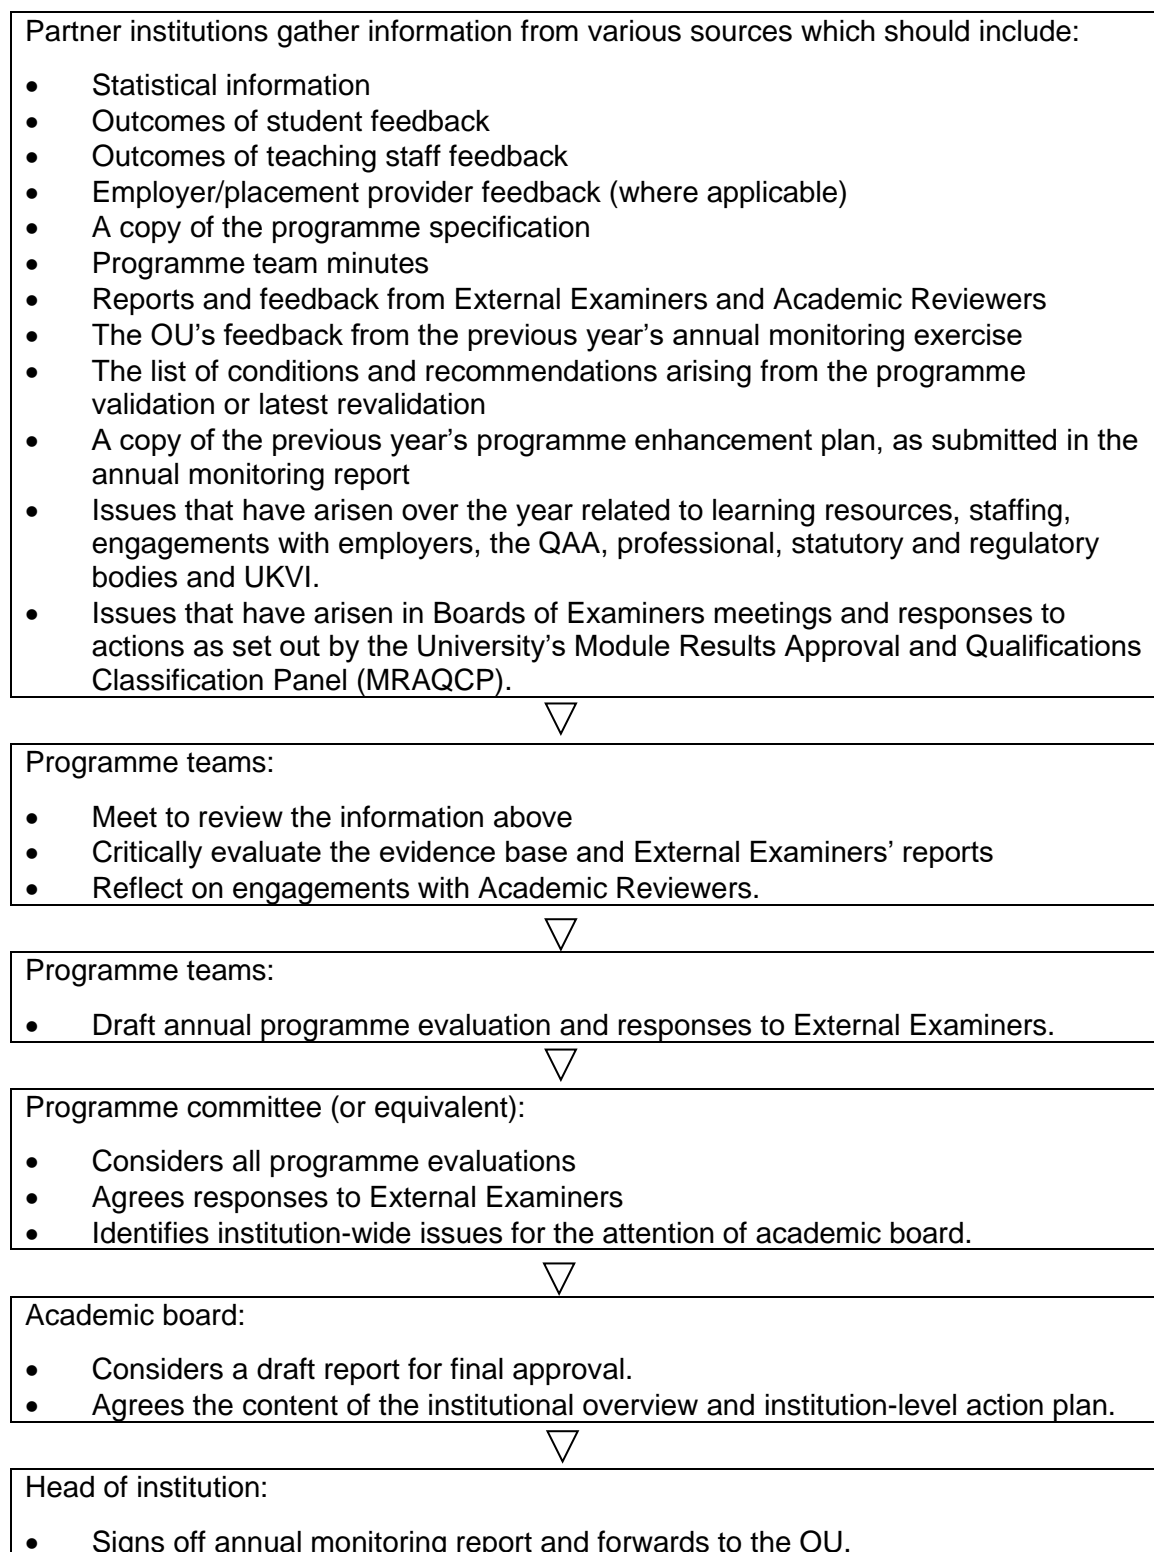 Partner institutions gather information from various sources which should include:
• Statistical information
• Outcomes of student feedback
• Outcomes of teaching staff feedback
• Employer/placement provider feedback (where applicable)
• A copy of the programme specification
• Programme team minutes
• Reports and feedback from External Examiners and Academic Reviewers
• The OU’s feedback from the previous year’s annual monitoring exercise
• The list of conditions and recommendations arising from the programme
validation or latest revalidation
• A copy of the previous year’s programme enhancement plan, as submitted in the
annual monitoring report
• Issues that have arisen over the year related to learning resources, staffing,
engagements with employers, the QAA, professional, statutory and regulatory
bodies and UKVI.
• Issues that have arisen in Boards of Examiners meetings and responses to
actions as set out by the University’s Module Results Approval and Qualifications
Classification Panel (MRAQCP).
Programme teams:
• Meet to review the information above
• Critically evaluate the evidence base and External Examiners’ reports
• Reflect on engagements with Academic Reviewers.
Programme teams:
• Draft annual programme evaluation and responses to External Examiners.
Programme committee (or equivalent):
• Considers all programme evaluations
• Agrees responses to External Examiners
• Identifies institution-wide issues for the attention of academic board.
Academic board:
• Considers a draft report for final approval.
• Agrees the content of the institutional overview and institution-level action plan.
Head of institution:
• Signs off annual monitoring report and forwards to the OU.